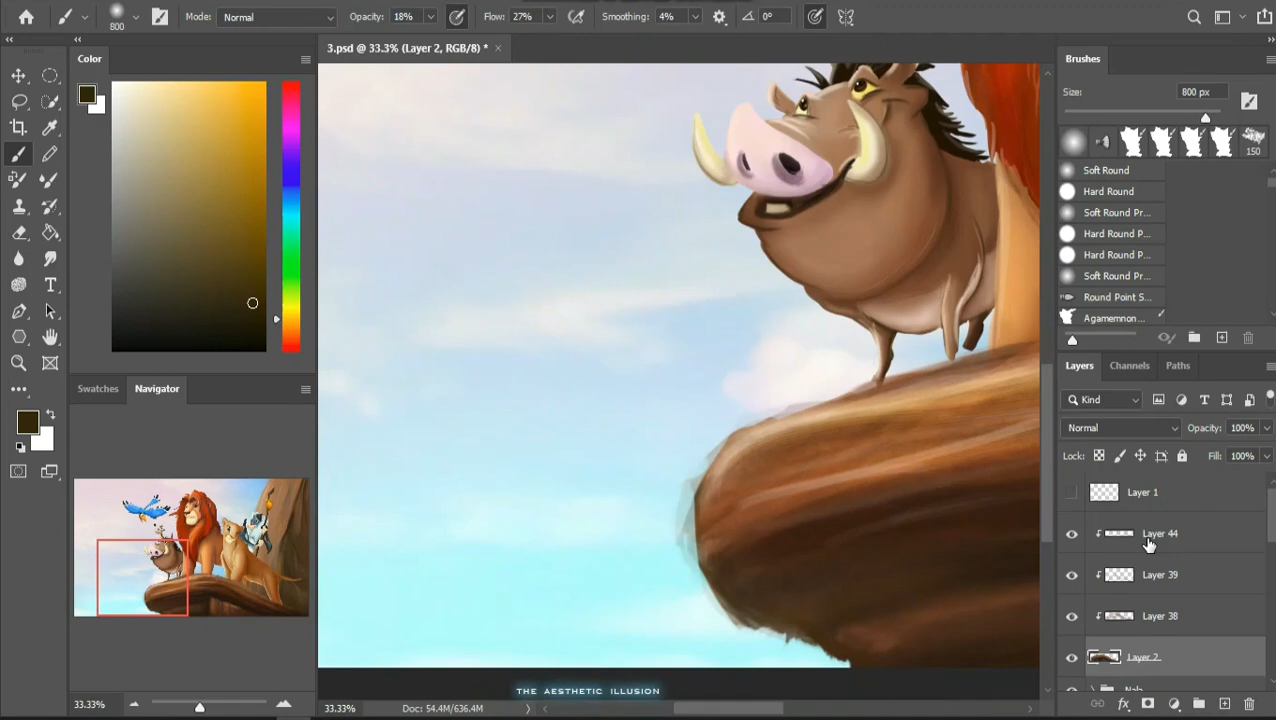 800 Mode: Normal Opacity: 18% Flow: 27% Smoothing: 4% 0°
Color
3.psd @ 33.3% (Layer 2, RGB/8) * ×
Brushes
Size: 800 px
150
Soft Round
Hard Round
Soft Round Pr...
Hard Round P...
Hard Round P...
Soft Round Pr...
Round Point S...
Agamemnon...
Layers Channels Paths
Kind
Normal Opacity: 100%
Lock: Fill: 100%
Layer 1
Layer 44
Layer 39
Layer 38
Layer 2
Swatches Navigator
33.33%
33.33% Doc: 54.4M/636.4M
THE AESTHETIC ILLUSION